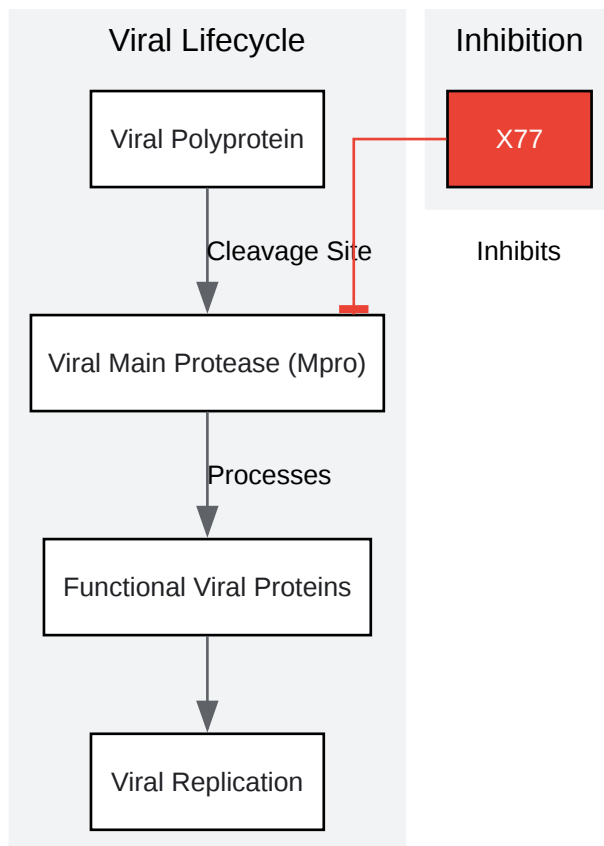 Viral Lifecycle
Inhibition
Viral Polyprotein
X77
Cleavage Site
Inhibits
Viral Main Protease (Mpro)
Processes
Functional Viral Proteins
Viral Replication